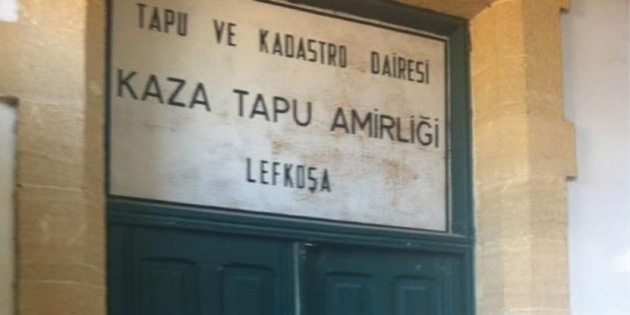 TAPU VE KADASTRO DAİRESİ
KAZA TAPU AMİRLİĞİ
LEFKOŞA